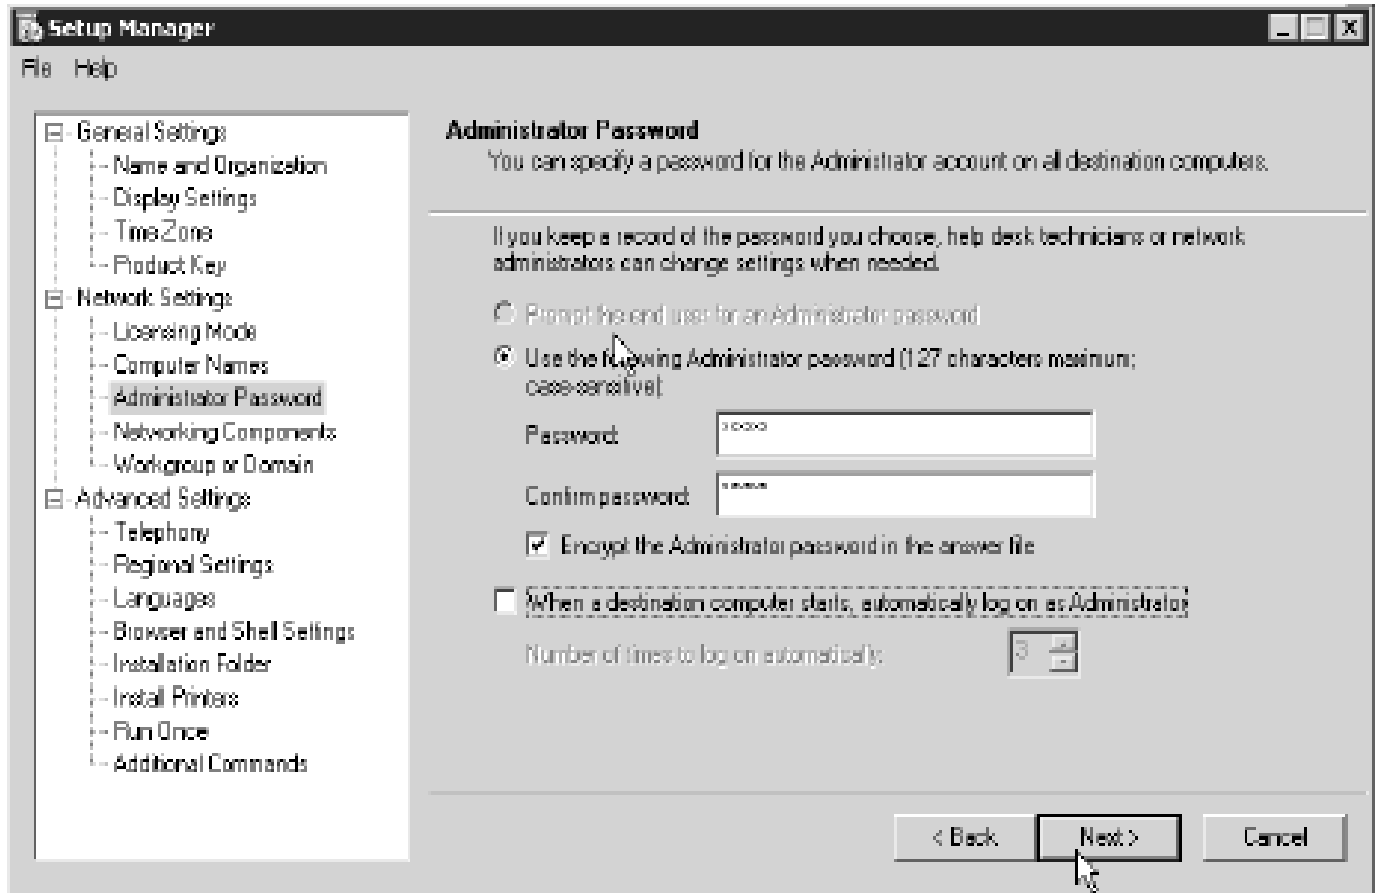 Setup Manager
File Help
General Settings
Name and Organization
Display Settings
Time Zone
Product Key
Network Settings
Licensing Mode
Computer Names
Administrator Password
Networking Components
Workgroup or Domain
Advanced Settings
Telephony
Regional Settings
Languages
Browser and Shell Settings
Installation Folder
Install Printers
Run Once
Additional Commands
Administrator Password
You can specify a password for the Administrator account on all destination computers.
If you keep a record of the password you choose, help desk technicians or network
administrators can change settings when needed.
Prompt the end user for an Administrator password
Use the following Administrator password (127 characters maximum;
case-sensitive):
Password:
Confirm password:
Encrypt the Administrator password in the answer file
When a destination computer starts, automatically log on as Administrator
Number of times to log on automatically:
3
< Back
Next >
Cancel